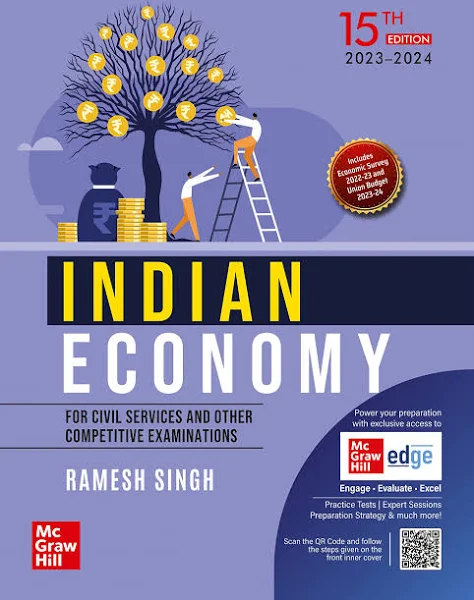 15TH
EDITION
2023–2024
Includes
Economic Survey
2022-23 and
Union Budget
2023-24
INDIAN
ECONOMY
FOR CIVIL SERVICES AND OTHER
COMPETITIVE EXAMINATIONS
RAMESH SINGH
Power your preparation
with exclusive access to
Mc
Graw
Hill
edge
Engage • Evaluate • Excel
Practice Tests | Expert Sessions
Preparation Strategy & much more!
Scan the QR Code and follow
the steps given on the
front inner cover
Mc
Graw
Hill